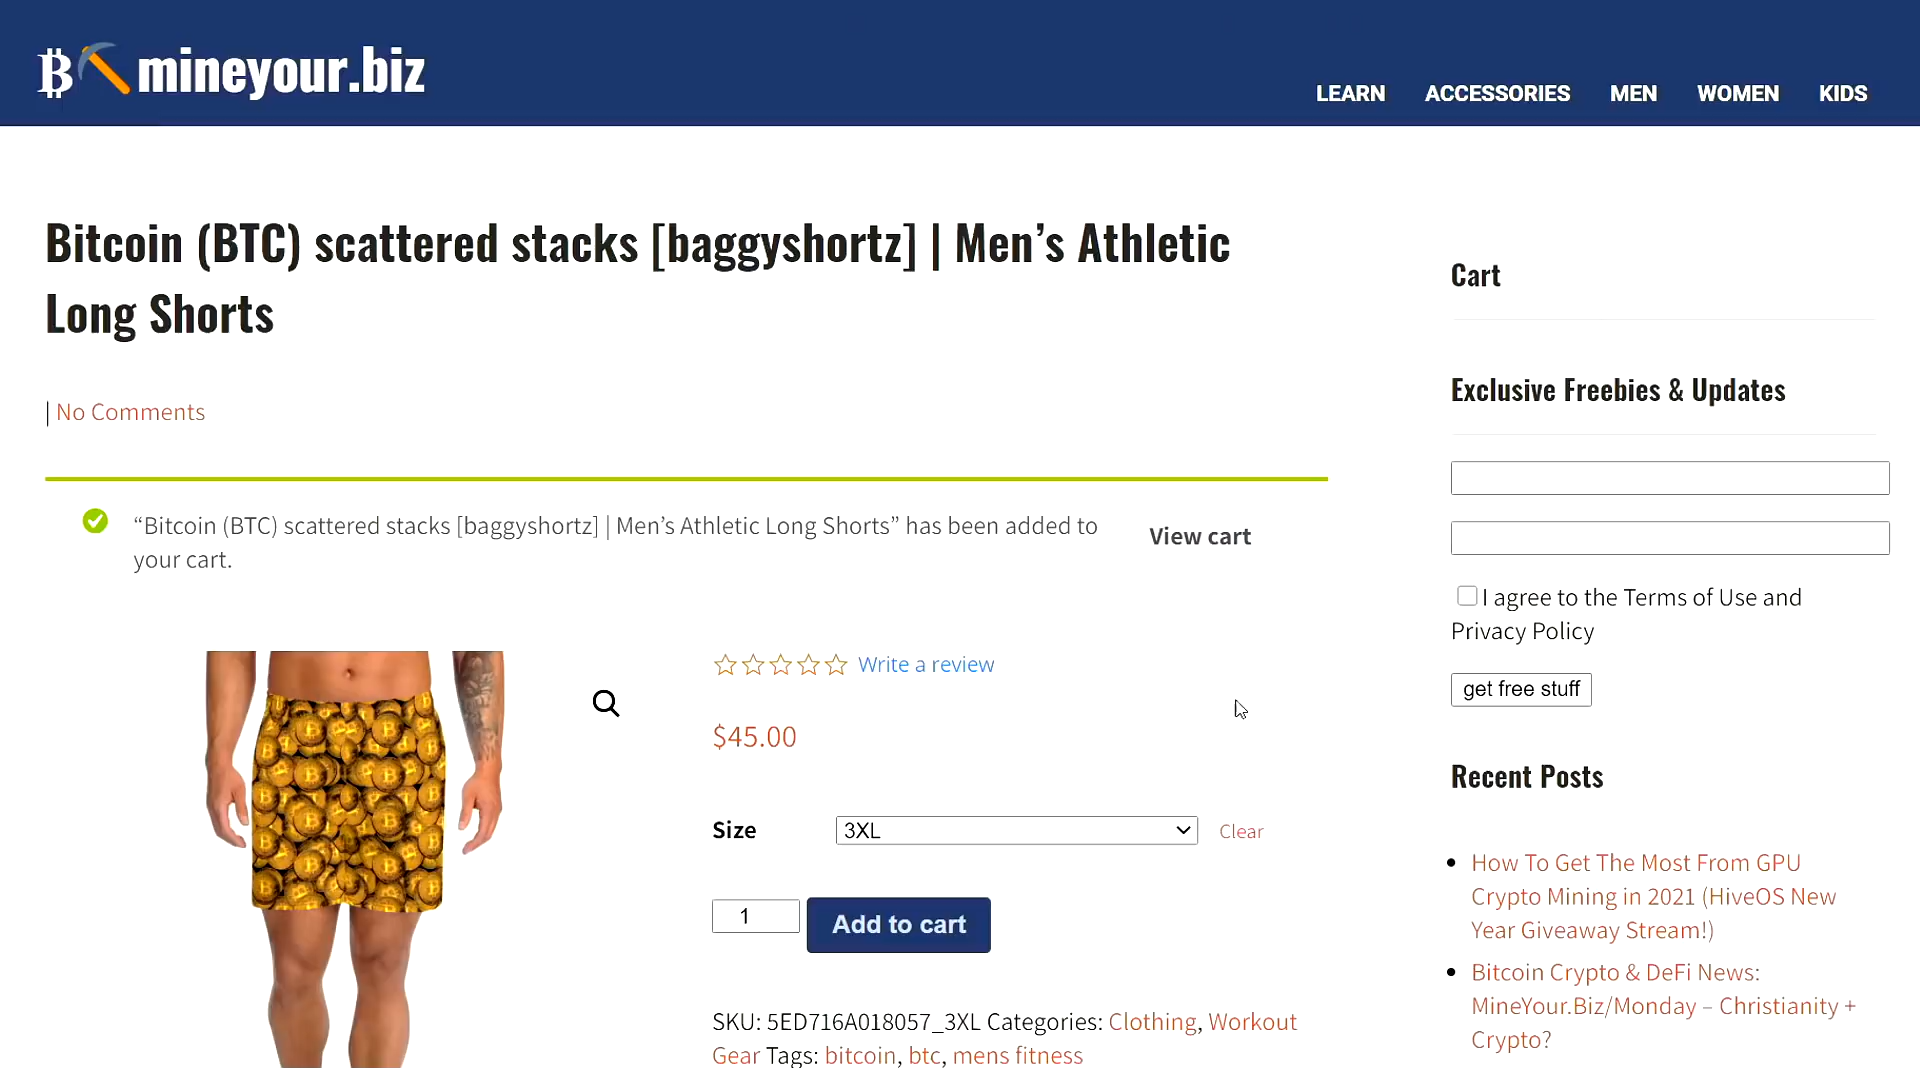 mineyour.biz
LEARN ACCESSORIES MEN WOMEN KIDS
Bitcoin (BTC) scattered stacks [baggyshortz] | Men’s Athletic
Long Shorts
| No Comments
“Bitcoin (BTC) scattered stacks [baggyshortz] | Men’s Athletic Long Shorts” has been added to
your cart.
View cart
Write a review
$45.00
Size 3XL Clear
1 Add to cart
SKU: 5ED716A018057_3XL Categories: Clothing, Workout
Gear Tags: bitcoin, btc, mens fitness
Cart
Exclusive Freebies & Updates
I agree to the Terms of Use and
Privacy Policy
get free stuff
Recent Posts
How To Get The Most From GPU
Crypto Mining in 2021 (HiveOS New
Year Giveaway Stream!)
Bitcoin Crypto & DeFi News:
MineYour.Biz/Monday – Christianity +
Crypto?